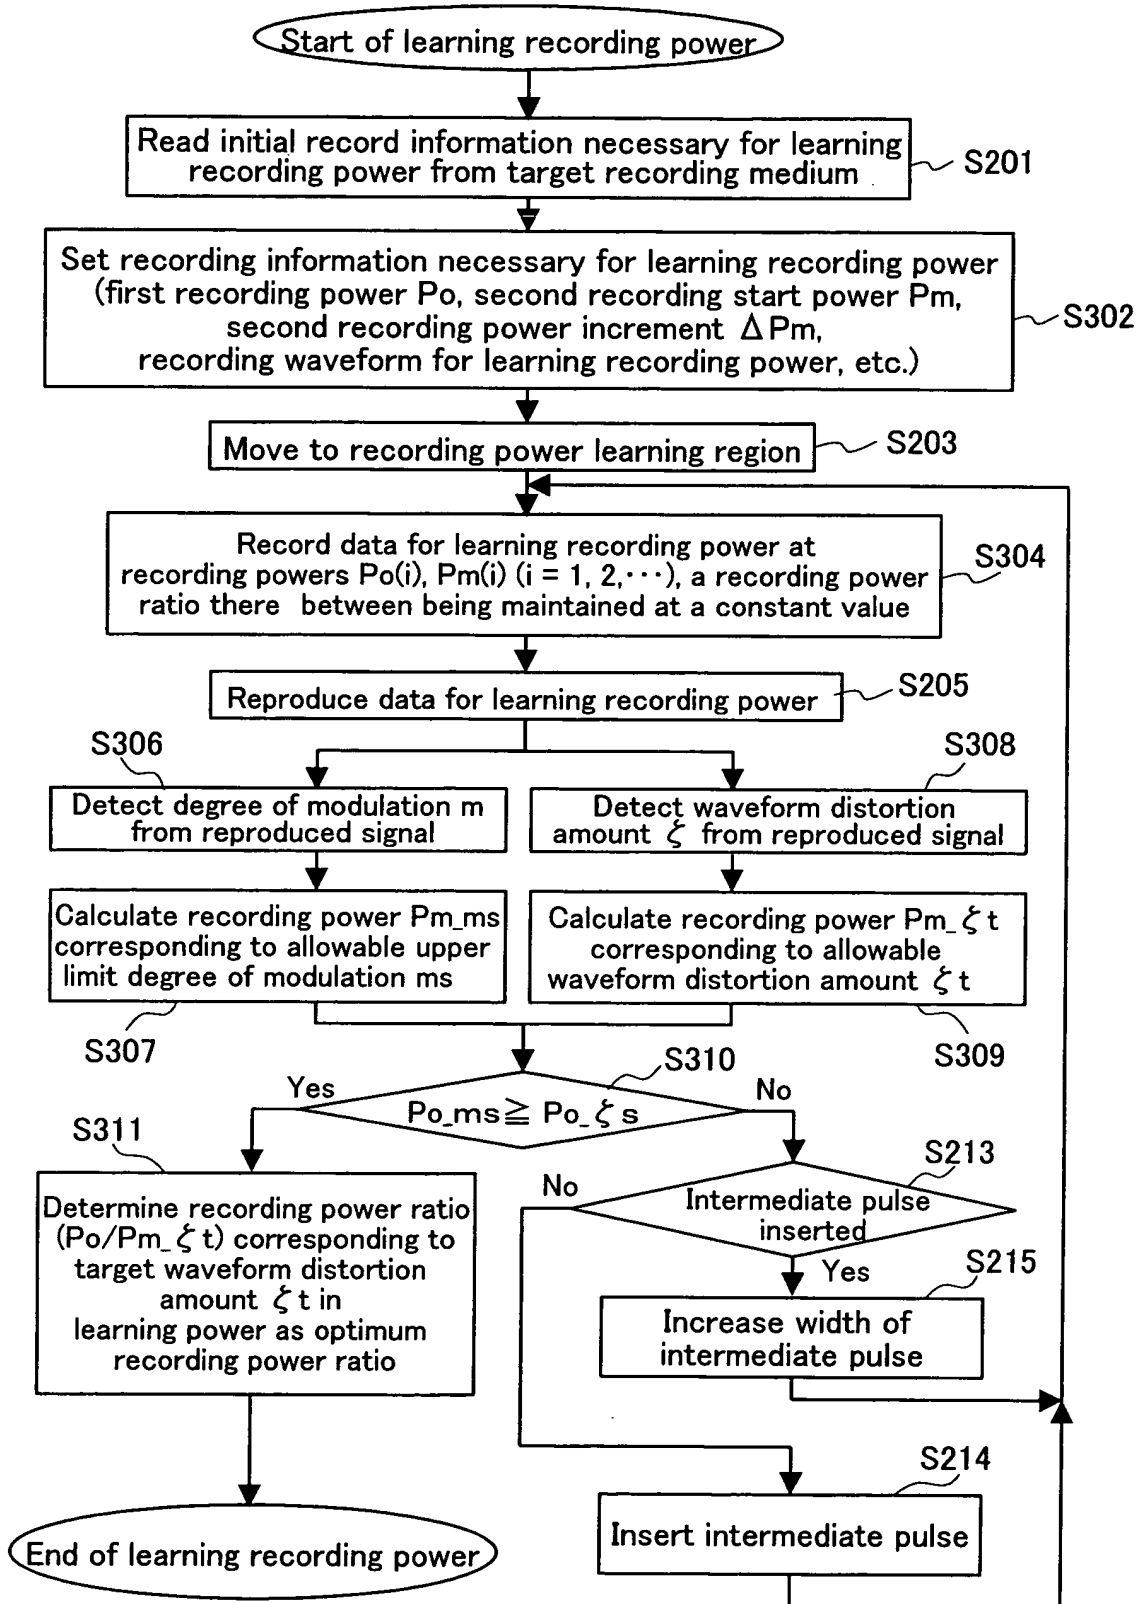 Start of learning recording power
Read initial record information necessary for learning
recording power from target recording medium
S201
Set recording information necessary for learning recording power
(first recording power Po, second recording start power Pm,
second recording power increment ΔPm,
recording waveform for learning recording power, etc.)
S302
Move to recording power learning region
S203
Record data for learning recording power at
recording powers Po(i), Pm(i) (i = 1, 2,···), a recording power
ratio there between being maintained at a constant value
S304
Reproduce data for learning recording power
S205
S306
Detect degree of modulation m
from reproduced signal
S308
Detect waveform distortion
amount ζ from reproduced signal
Calculate recording power Pm_ms
corresponding to allowable upper
limit degree of modulation ms
S307
Calculate recording power Pm_ζt
corresponding to allowable
waveform distortion amount ζt
S309
S310
Po_ms≧ Po_ζs
Yes
No
S311
Determine recording power ratio
(Po/Pm_ζt) corresponding to
target waveform distortion
amount ζt in
learning power as optimum
recording power ratio
S213
Intermediate pulse
inserted
No
Yes
S215
Increase width of
intermediate pulse
S214
Insert intermediate pulse
End of learning recording power